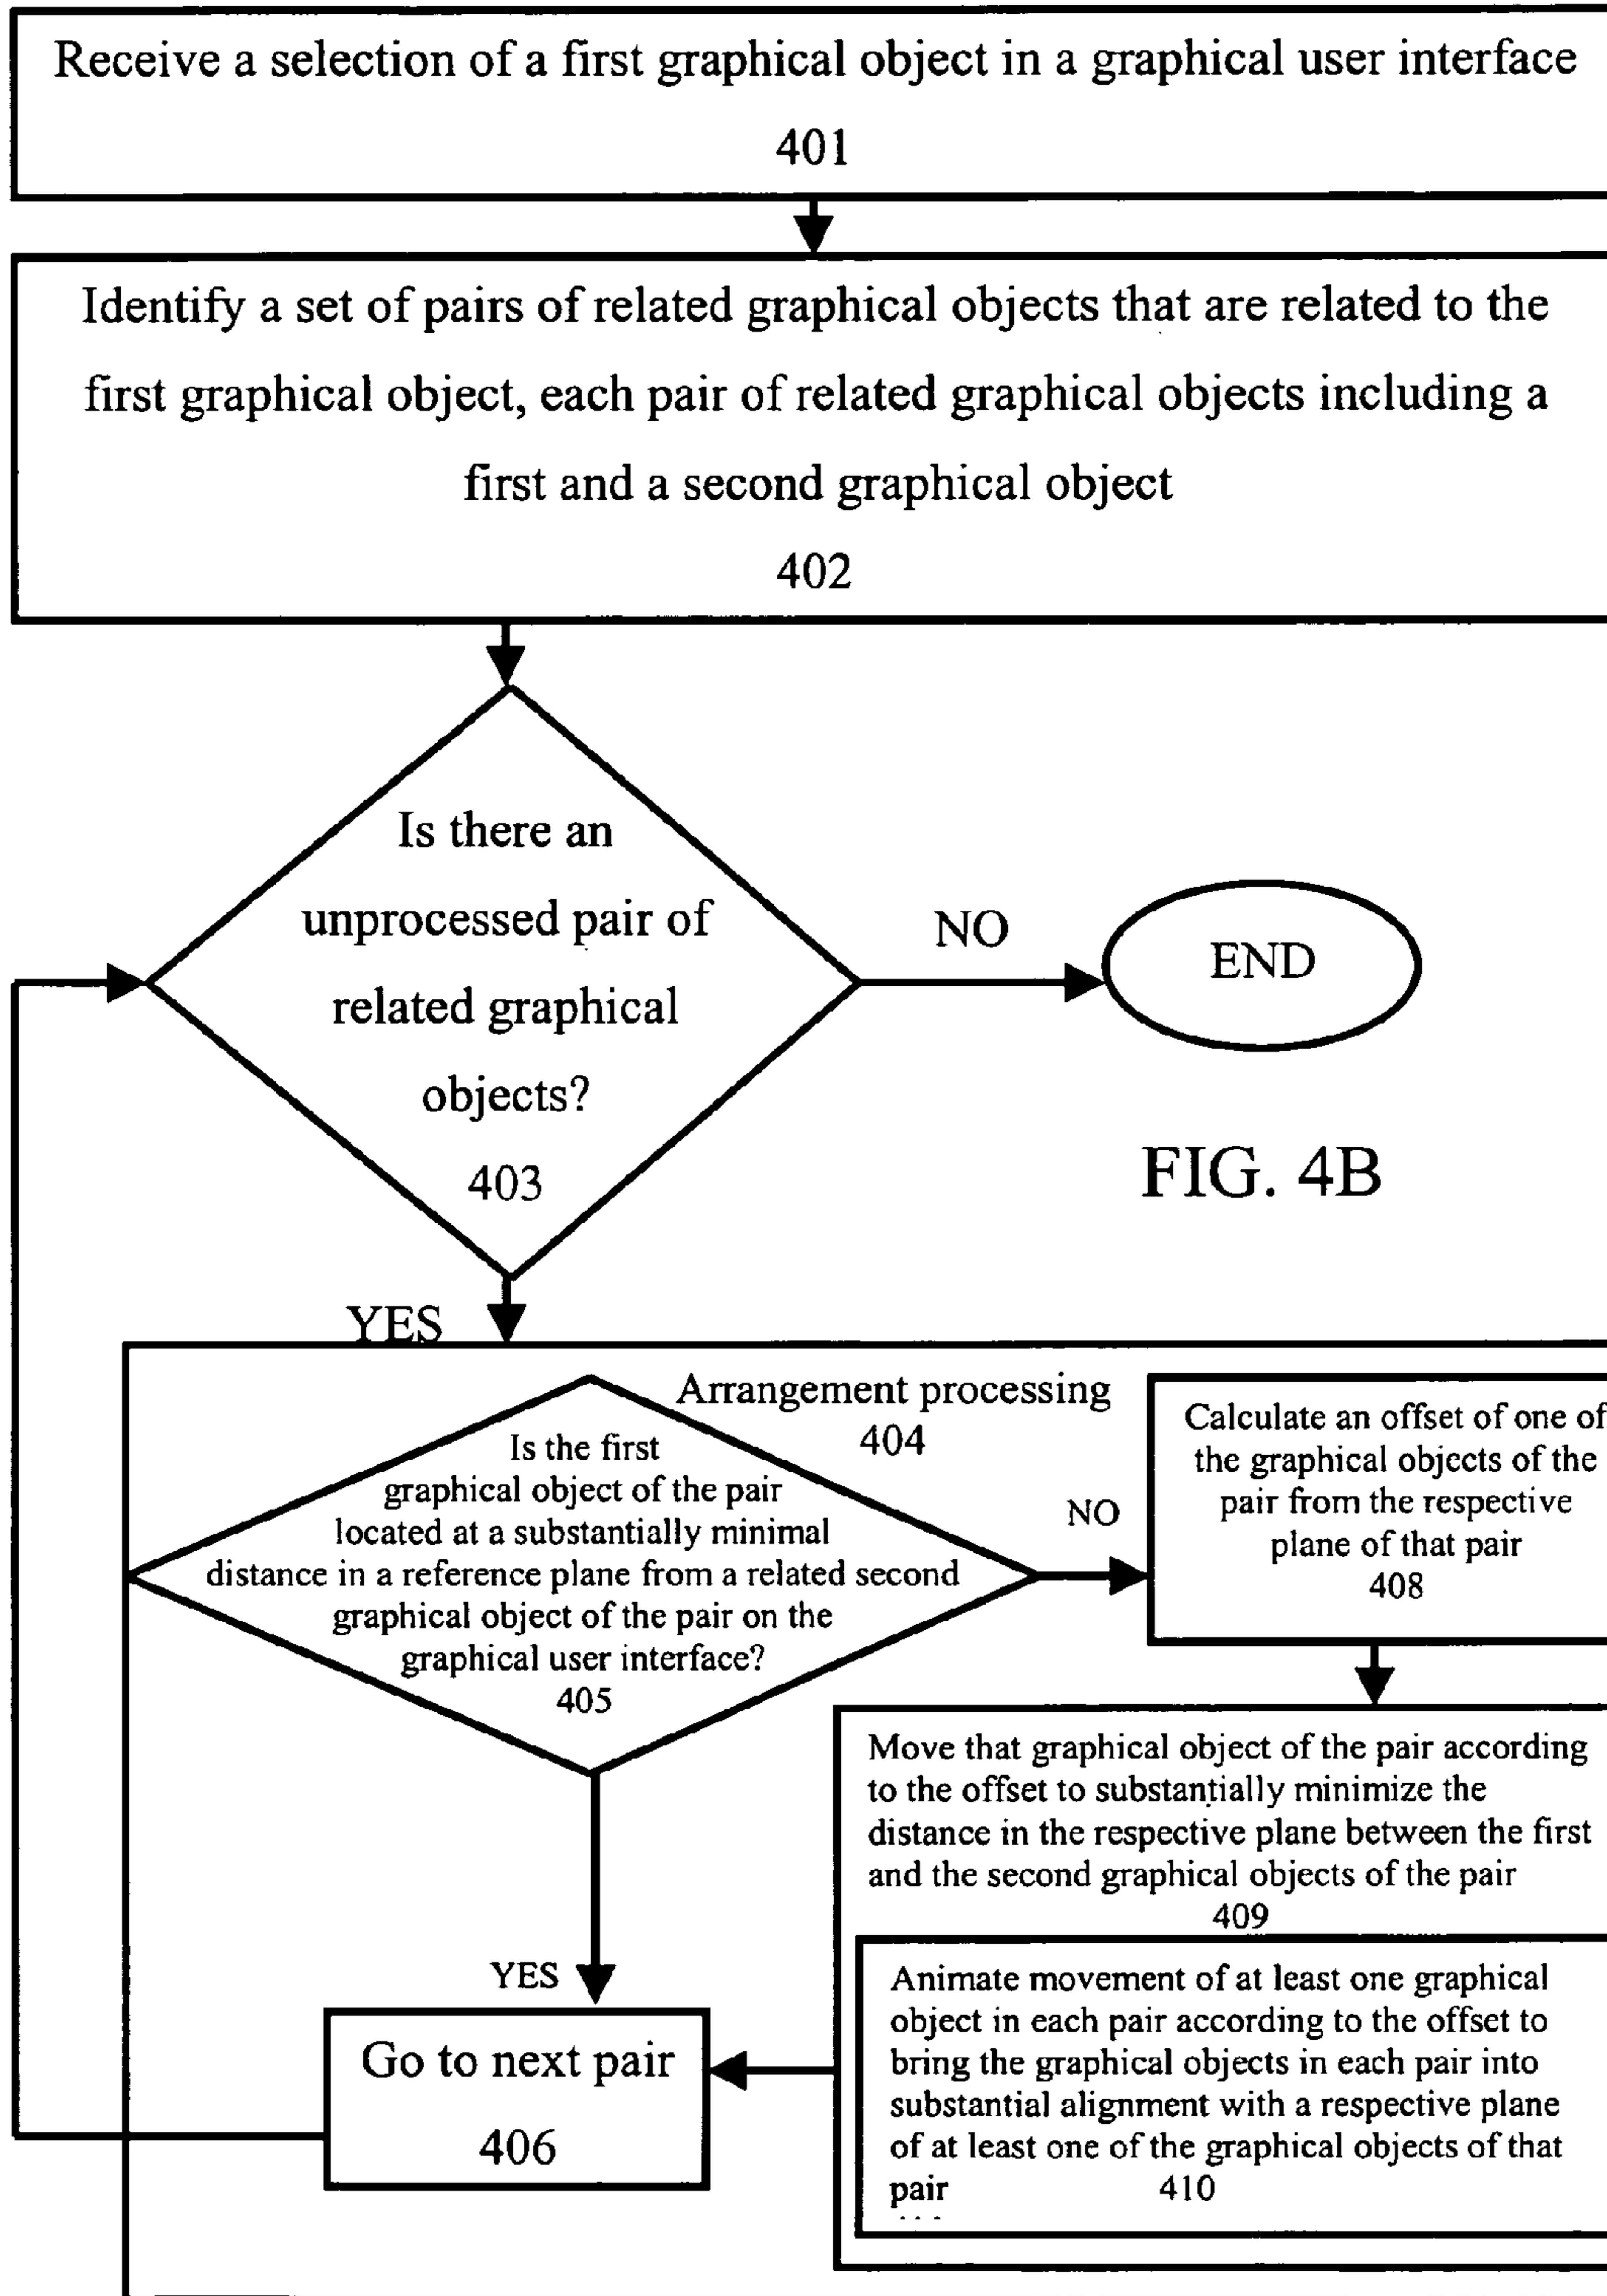 Receive a selection of a first graphical object in a graphical user interface
401
Identify a set of pairs of related graphical objects that are related to the
first graphical object, each pair of related graphical objects including a
first and a second graphical object
402
Is there an
unprocessed pair of
related graphical
objects?
403
NO
END
FIG. 4B
YES
Arrangement processing
404
Is the first
graphical object of the pair
located at a substantially minimal
distance in a reference plane from a related second
graphical object of the pair on the
graphical user interface?
405
NO
Calculate an offset of one of
the graphical objects of the
pair from the respective
plane of that pair
408
Move that graphical object of the pair according
to the offset to substantially minimize the
distance in the respective plane between the first
and the second graphical objects of the pair
409
Animate movement of at least one graphical
object in each pair according to the offset to
bring the graphical objects in each pair into
substantial alignment with a respective plane
of at least one of the graphical objects of that
pair 410
YES
Go to next pair
406